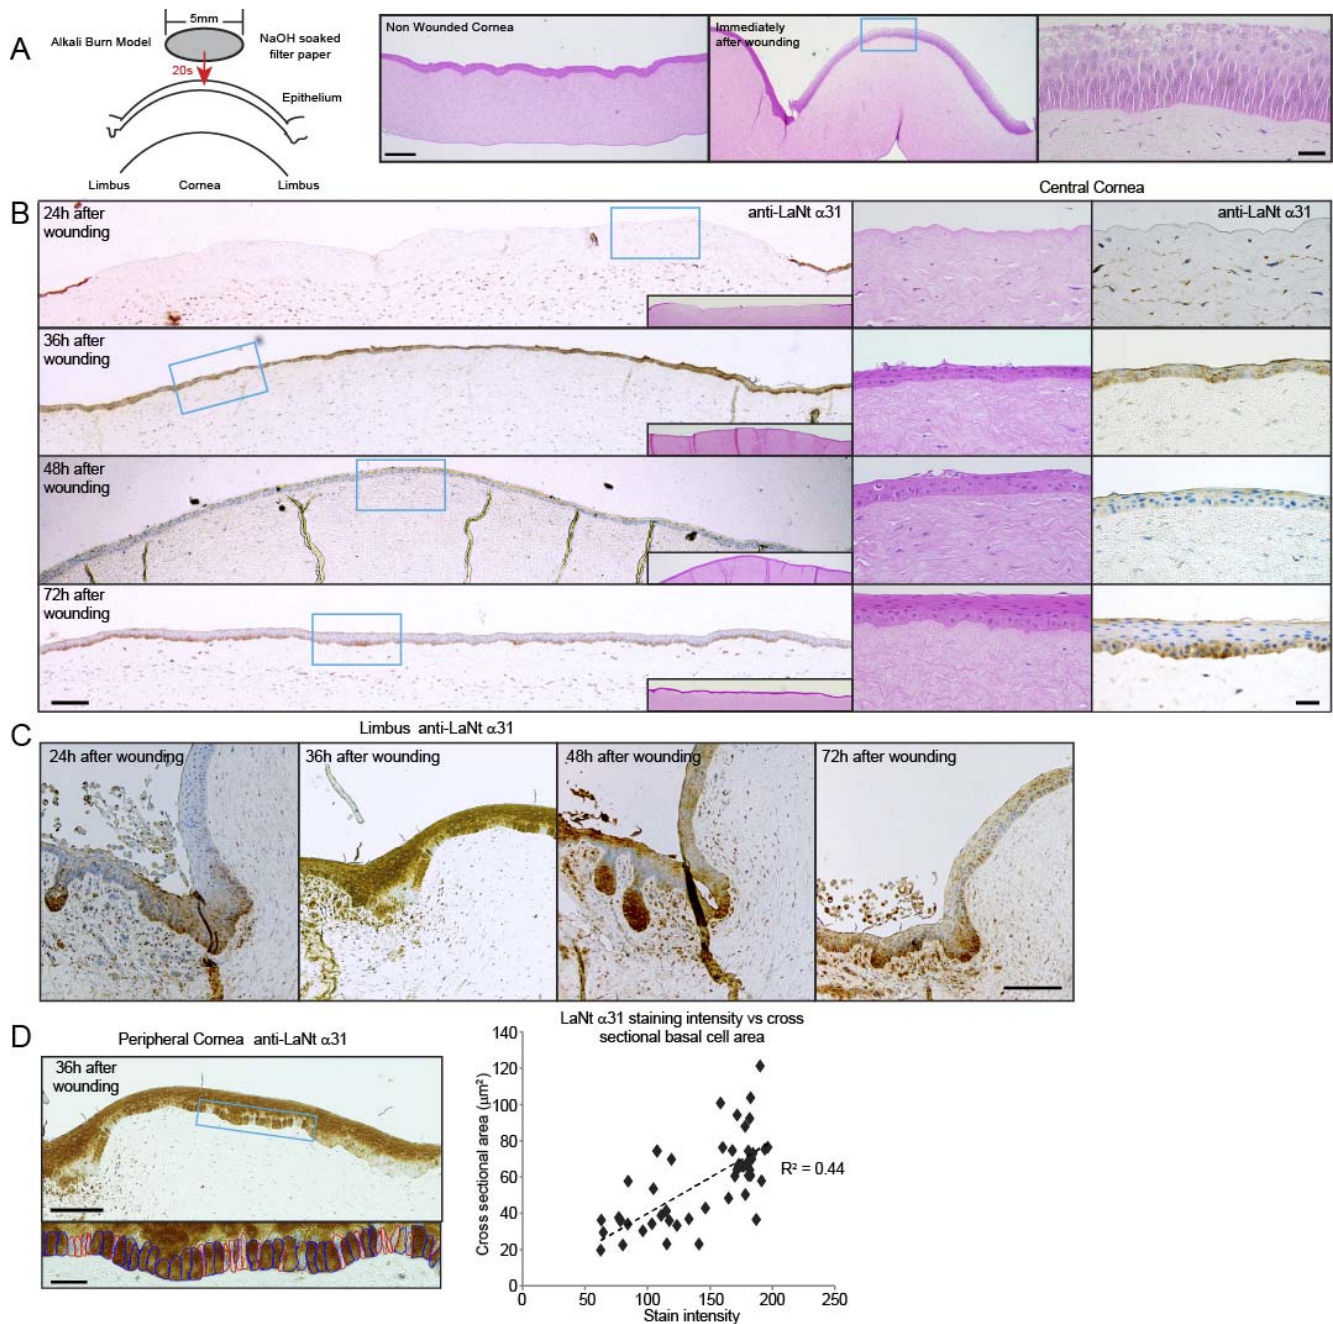 A
5mm
Alkali Burn Model
NaOH soaked
filter paper
20s
Epithelium
Limbus
Cornea
Limbus
Non Wounded Cornea
Immediately
after wounding
B
Central Cornea
24h after
wounding
anti-LaNt α31
anti-LaNt α31
36h after
wounding
48h after
wounding
72h after
wounding
C
Limbus anti-LaNt α31
24h after wounding
36h after wounding
48h after wounding
72h after wounding
D
Peripheral Cornea anti-LaNt α31
36h after
wounding
LaNt α31 staining intensity vs cross
sectional basal cell area
Cross sectional area (µm²)
140
120
100
80
60
40
20
0
R² = 0.44
0
50
100
150
200
250
Stain intensity